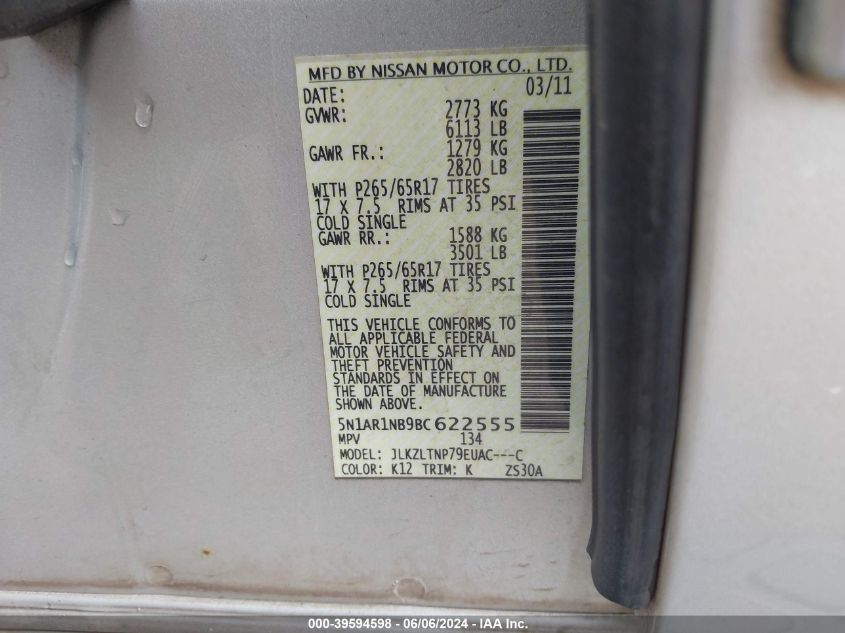 MFD BY NISSAN MOTOR CO., LTD.
DATE: 03/11
GVWR: 2773 KG
6113 LB
GAWR FR.: 1279 KG
2820 LB
WITH P265/65R17 TIRES
17 X 7.5 RIMS AT 35 PSI
COLD SINGLE
GAWR RR.: 1588 KG
3501 LB
WITH P265/65R17 TIRES
17 X 7.5 RIMS AT 35 PSI
COLD SINGLE
THIS VEHICLE CONFORMS TO
ALL APPLICABLE FEDERAL
MOTOR VEHICLE SAFETY AND
THEFT PREVENTION
STANDARDS IN EFFECT ON
THE DATE OF MANUFACTURE
SHOWN ABOVE.
5N1AR1NB9BC622555
MPV 134
MODEL: JLKZLTNP79EUAC---C
COLOR: K12 TRIM: K ZS30A
000-39594598 - 06/06/2024 - IAA Inc.